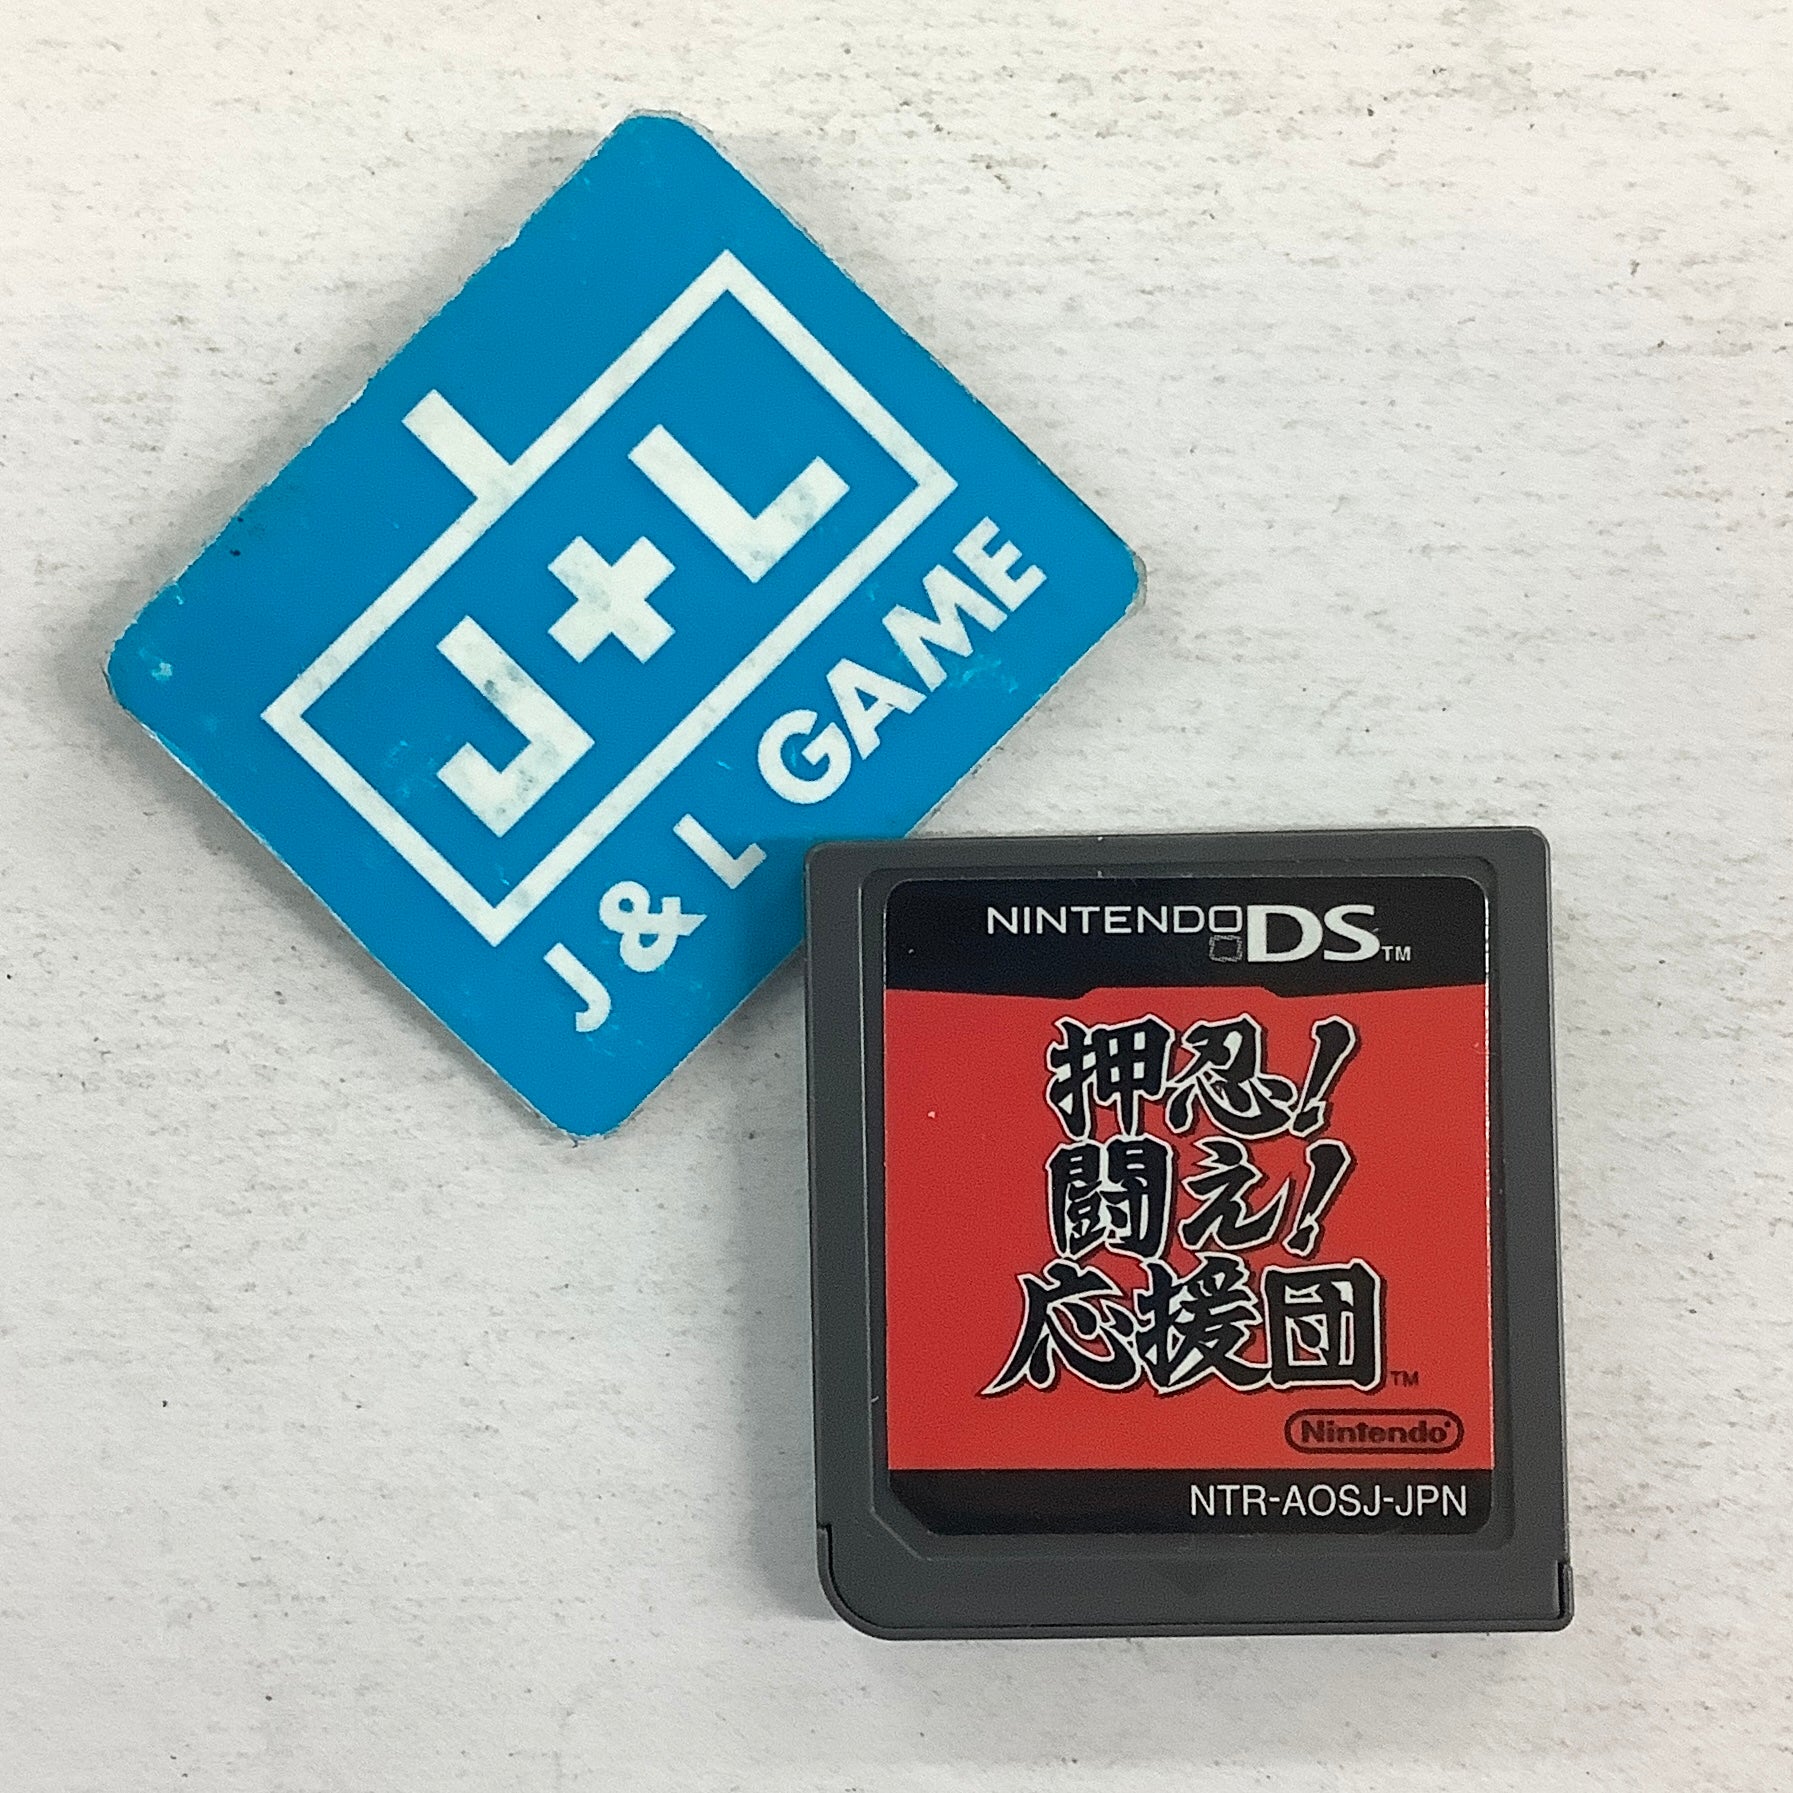 J+L
J & L GAME
NINTENDO DS™
押忍!
闘え!
応援団™
Nintendo®
NTR-AOSJ-JPN